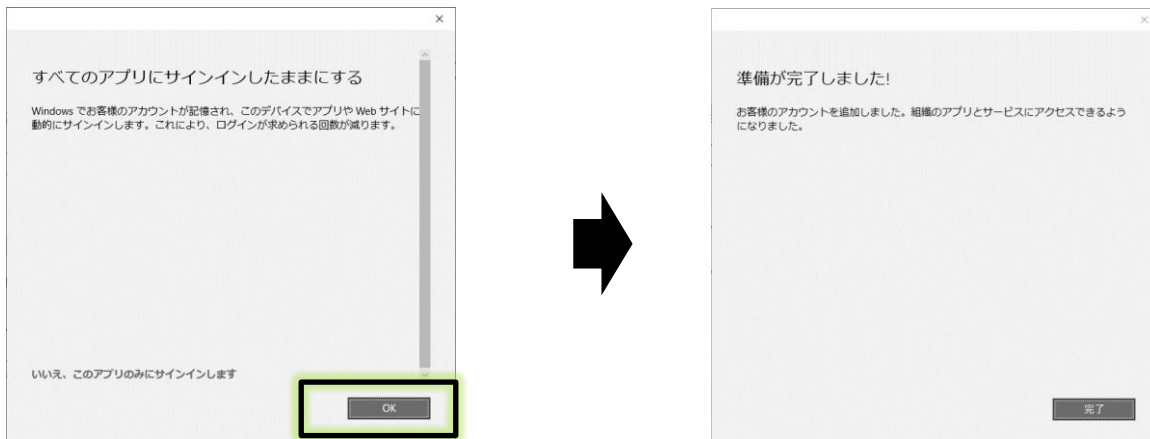 すべてのアプリにサインインしたままにする
Windows でお客様のアカウントが記憶され、このデバイスでアプリや Web サイトに
動的にサインインします。これにより、ログインが求められる回数が減ります。
いいえ、このアプリのみにサインインします
OK
準備が完了しました!
お客様のアカウントを追加しました。組織のアプリとサービスにアクセスできるよう
になりました。
完了